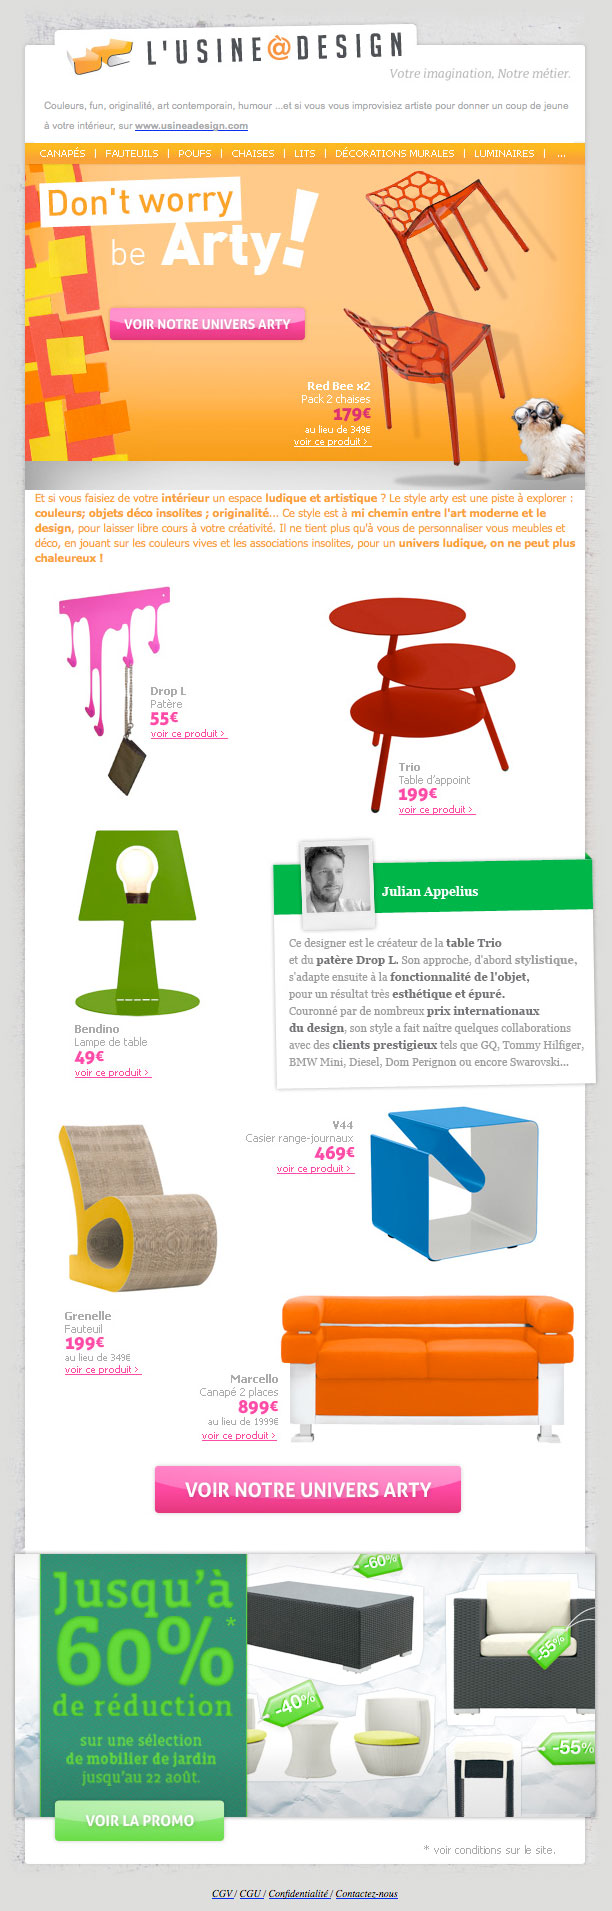 L'USINE@DESIGN
Votre imagination, Notre métier.
Couleurs, fun, originalité, art contemporain, humour ...et si vous vous improvisiez artiste pour donner un coup de jeune
à votre intérieur, sur www.usineadesign.com
CANAPÉS | FAUTEUILS | POUFS | CHAISES | LITS | DÉCORATIONS MURALES | LUMINAIRES | ...
Don't worry
be Arty!
VOIR NOTRE UNIVERS ARTY
Red Bee x2
Pack 2 chaises
179€
au lieu de 349€
voir ce produit >
Et si vous faisiez de votre intérieur un espace ludique et artistique ? Le style arty est une piste à explorer :
couleurs; objets déco insolites ; originalité... Ce style est à mi chemin entre l'art moderne et le
design, pour laisser libre cours à votre créativité. Il ne tient plus qu'à vous de personnaliser vous meubles et
déco, en jouant sur les couleurs vives et les associations insolites, pour un univers ludique, on ne peut plus
chaleureux !
Drop L
Patère
55€
voir ce produit >
Trio
Table d'appoint
199€
voir ce produit >
Bendino
Lampe de table
49€
voir ce produit >
Julian Appelius
Ce designer est le créateur de la table Trio
et du patère Drop L. Son approche, d'abord stylistique,
s'adapte ensuite à la fonctionnalité de l'objet,
pour un résultat très esthétique et épuré.
Couronné par de nombreux prix internationaux
du design, son style a fait naître quelques collaborations
avec des clients prestigieux tels que GQ, Tommy Hilfiger,
BMW Mini, Diesel, Dom Perignon ou encore Swarovski...
V44
Casier range-journaux
469€
voir ce produit >
Grenelle
Fauteuil
199€
au lieu de 349€
voir ce produit >
Marcello
Canapé 2 places
899€
au lieu de 1999€
voir ce produit >
VOIR NOTRE UNIVERS ARTY
Jusqu'à
60%*
de réduction
sur une sélection
de mobilier de jardin
jusqu'au 22 août.
VOIR LA PROMO
-60%
-55%
-40%
-55%
* voir conditions sur le site.
CGV / CGU / Confidentialité / Contactez-nous